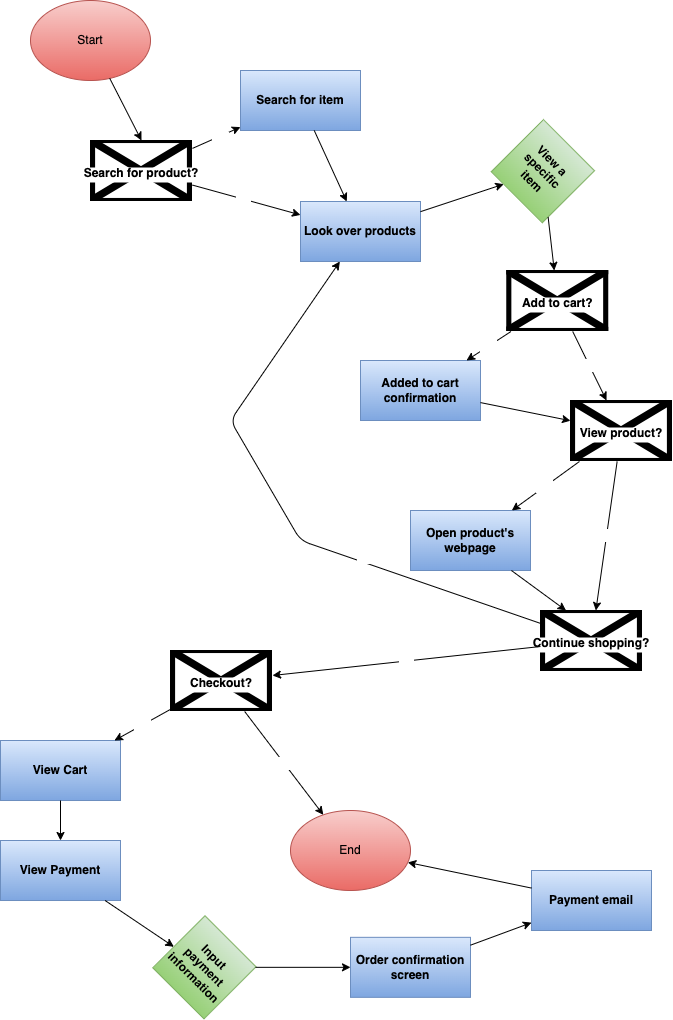 Start
Search for item
Search for product?
View a
specific
item
Look over products
Add to cart?
Added to cart
confirmation
View product?
Open product's
webpage
Continue shopping?
Checkout?
View Cart
End
View Payment
Payment email
Input
payment
information
Order confirmation
screen